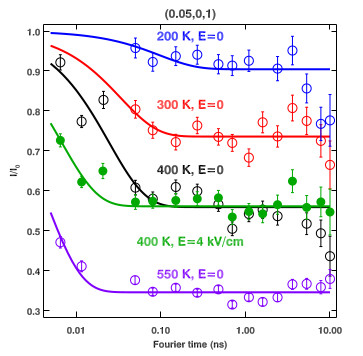 (0.05,0,1)
1.0
0.9
0.8
0.7
0.6
0.5
0.4
0.3
I/I0
200 K, E=0
300 K, E=0
400 K, E=0
400 K, E=4 kV/cm
550 K, E=0
0.01 0.10 1.00 10.00
Fourier time (ns)